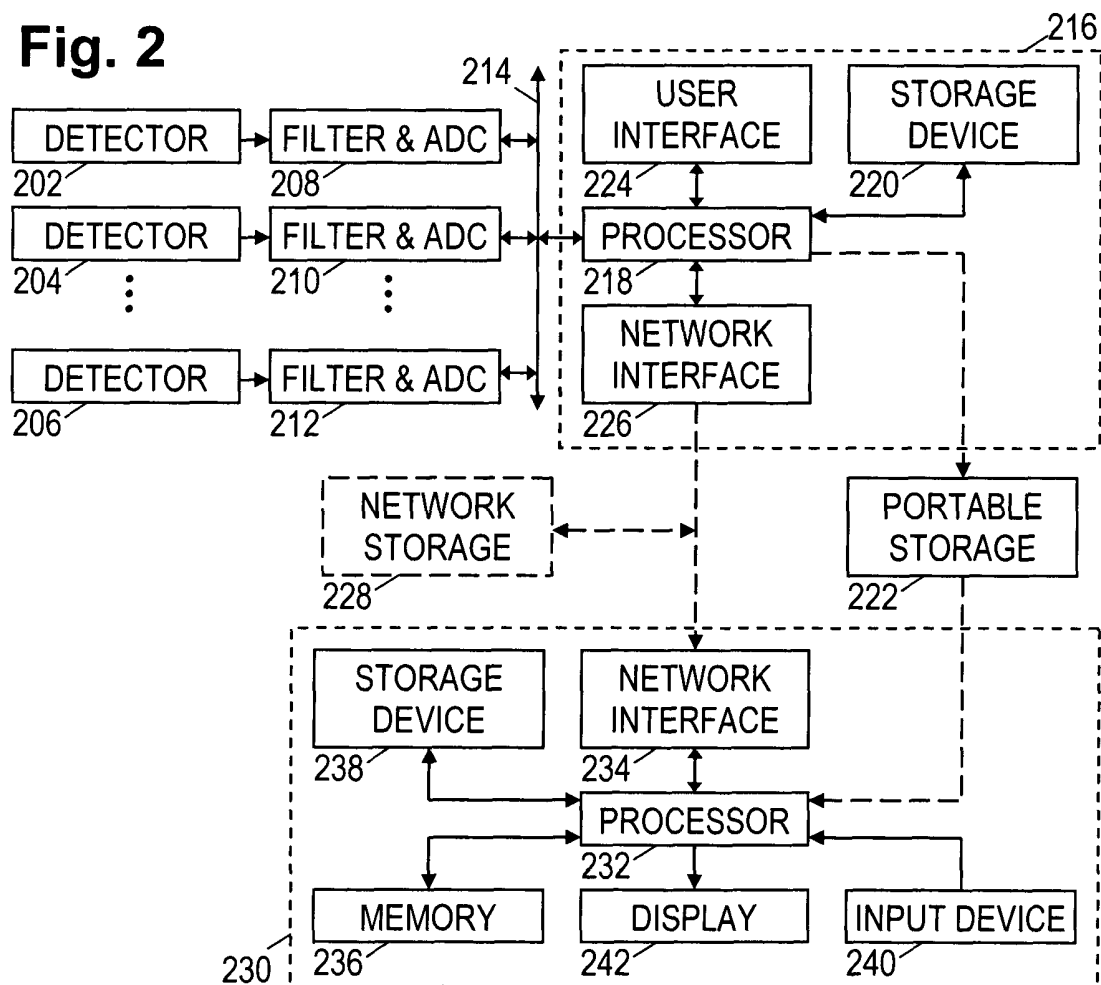 Fig. 2
216
214
USER
INTERFACE
STORAGE
DEVICE
DETECTOR
FILTER & ADC
202
208
224
220
DETECTOR
FILTER & ADC
PROCESSOR
204
210
218
NETWORK
INTERFACE
DETECTOR
FILTER & ADC
206
212
226
NETWORK
STORAGE
PORTABLE
STORAGE
228
222
STORAGE
DEVICE
NETWORK
INTERFACE
238
234
PROCESSOR
232
MEMORY
DISPLAY
INPUT DEVICE
230
236
242
240